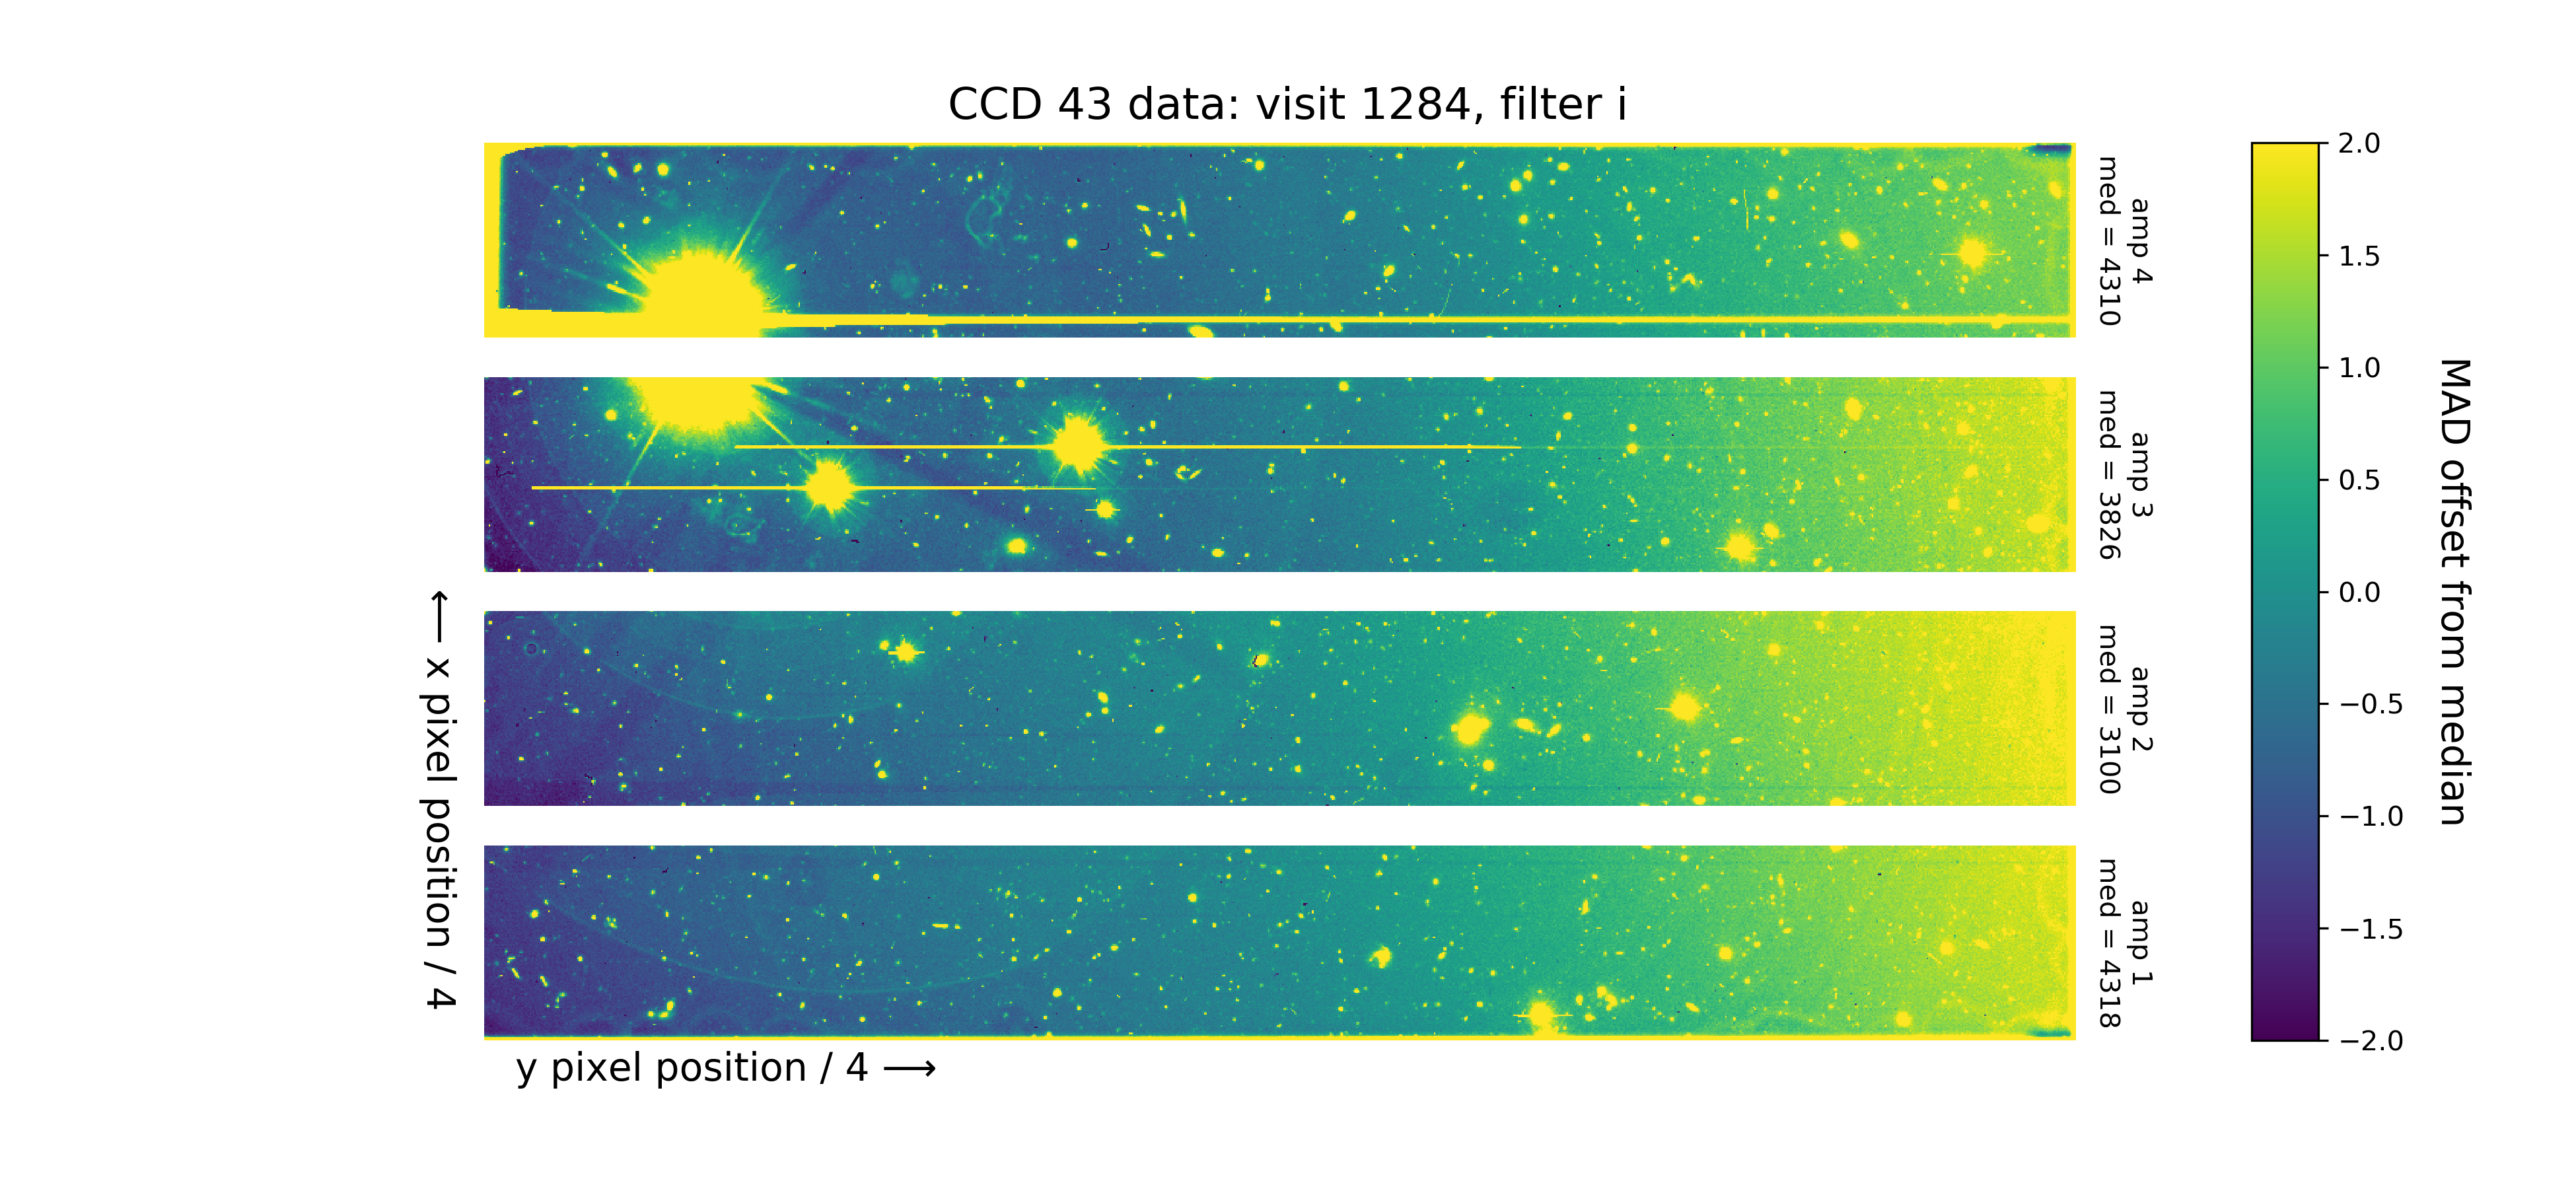 CCD 43 data: visit 1284, filter i
amp 4
med = 4310
amp 3
med = 3826
amp 2
med = 3100
amp 1
med = 4318
⟵ x pixel position / 4
y pixel position / 4 ⟶
2.0
1.5
1.0
0.5
0.0
−0.5
−1.0
−1.5
−2.0
MAD offset from median